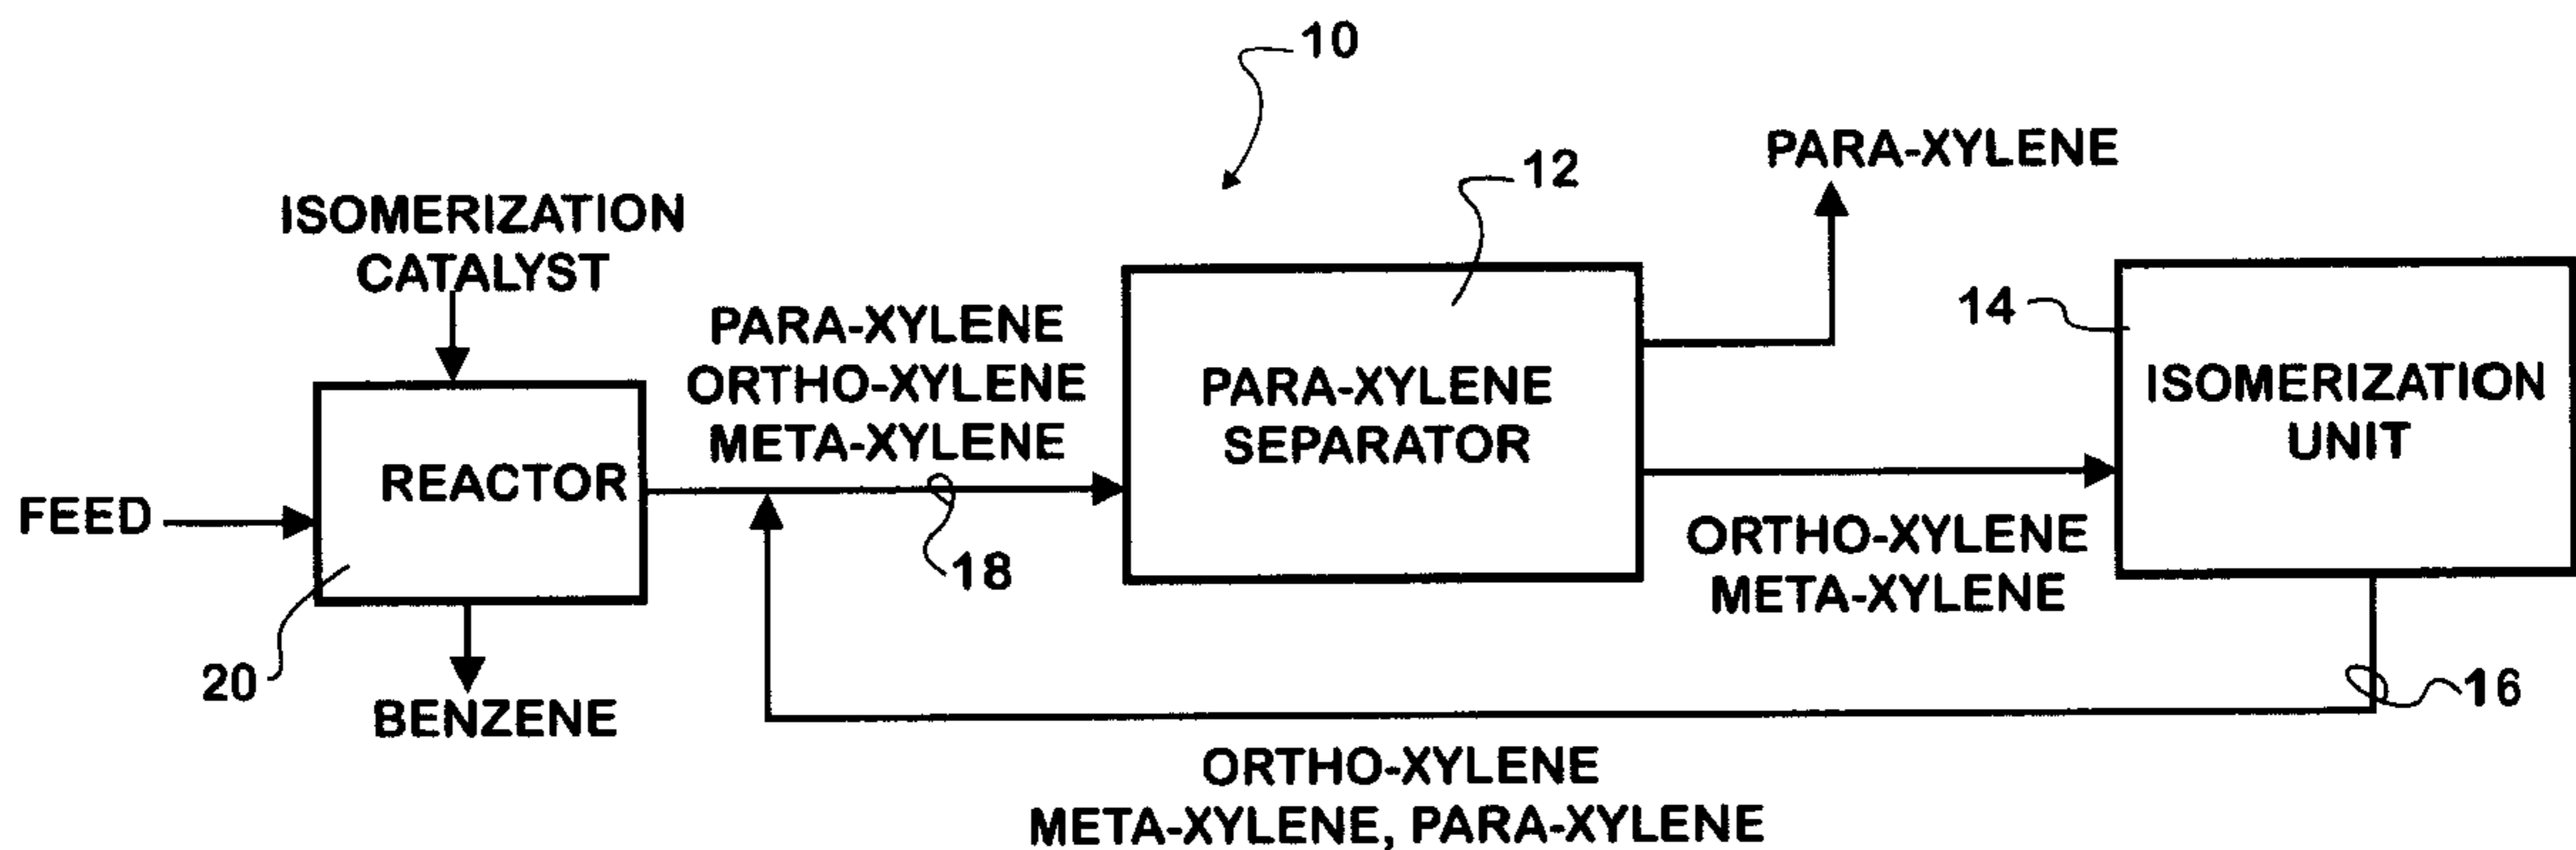 10
PARA-XYLENE
12
ISOMERIZATION
CATALYST
14
PARA-XYLENE
ORTHO-XYLENE
META-XYLENE
PARA-XYLENE
SEPARATOR
ISOMERIZATION
UNIT
REACTOR
FEED
18
ORTHO-XYLENE
META-XYLENE
20
BENZENE
16
ORTHO-XYLENE
META-XYLENE, PARA-XYLENE